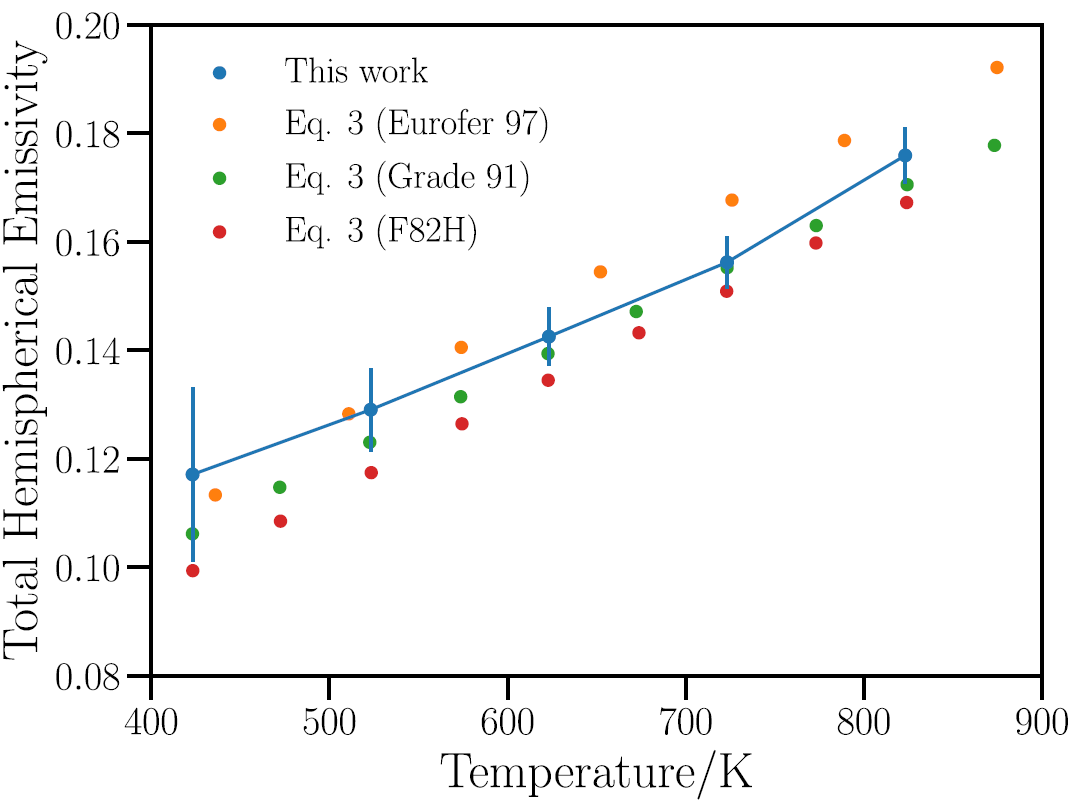 Total Hemispherical Emissivity
0.20
0.18
0.16
0.14
0.12
0.10
0.08
This work
Eq. 3 (Eurofer 97)
Eq. 3 (Grade 91)
Eq. 3 (F82H)
400 500 600 700 800 900
Temperature/K